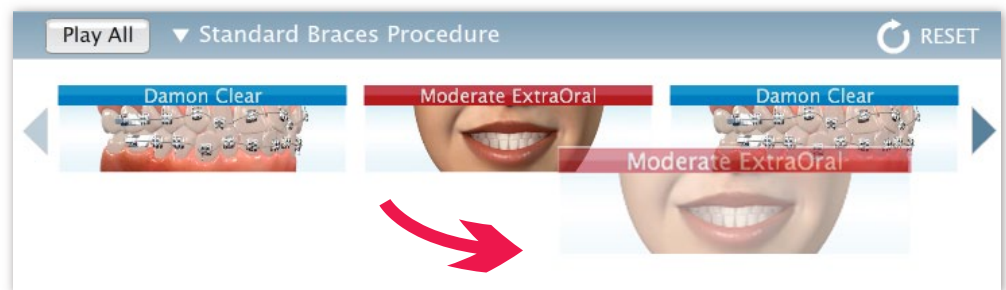 Play All
Standard Braces Procedure
RESET
Damon Clear
Moderate ExtraOral
Damon Clear
Moderate ExtraOral